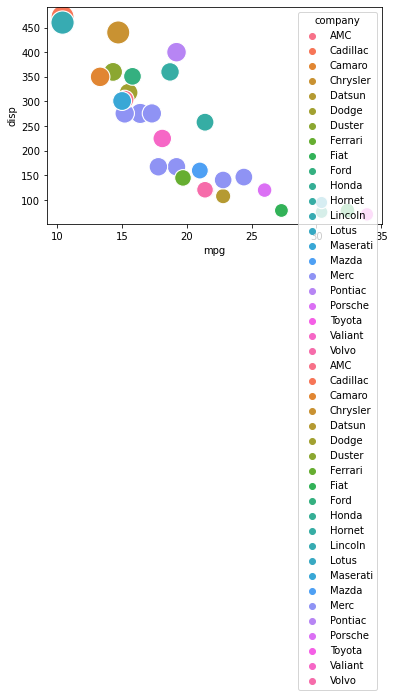 company
AMC
Cadillac
Camaro
Chrysler
Datsun
Dodge
Duster
Ferrari
Fiat
Ford
Honda
Hornet
Lincoln
Lotus
Maserati
Mazda
Merc
Pontiac
Porsche
Toyota
Valiant
Volvo
AMC
Cadillac
Camaro
Chrysler
Datsun
Dodge
Duster
Ferrari
Fiat
Ford
Honda
Hornet
Lincoln
Lotus
Maserati
Mazda
Merc
Pontiac
Porsche
Toyota
Valiant
Volvo
disp
450
400
350
300
250
200
150
100
10
15
20
25
30
35
mpg